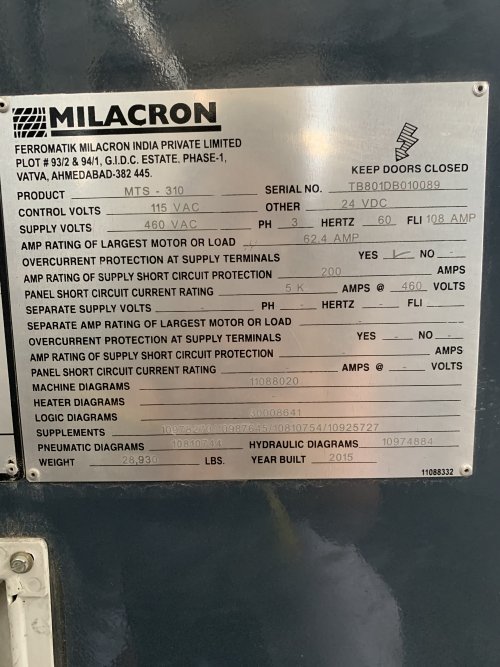 MILACRON
FERROMATIK MILACRON INDIA PRIVATE LIMITED
PLOT # 93/2 & 94/1, G.I.D.C. ESTATE, PHASE-1,
VATVA, AHMEDABAD-382 445.
KEEP DOORS CLOSED
PRODUCT MTS - 310 SERIAL NO. TB801DB010089
CONTROL VOLTS 115 VAC OTHER 24 VDC
SUPPLY VOLTS 460 VAC PH 3 HERTZ 60 FLI 108 AMP
AMP RATING OF LARGEST MOTOR OR LOAD 62.4 AMP
OVERCURRENT PROTECTION AT SUPPLY TERMINALS YES ✓ NO -
AMP RATING OF SUPPLY SHORT CIRCUIT PROTECTION 200 AMPS
PANEL SHORT CIRCUIT CURRENT RATING 5 K AMPS @ 460 VOLTS
SEPARATE SUPPLY VOLTS - PH - HERTZ - FLI -
SEPARATE AMP RATING OF LARGEST MOTOR OR LOAD -
OVERCURRENT PROTECTION AT SUPPLY TERMINALS YES - NO -
AMP RATING OF SUPPLY SHORT CIRCUIT PROTECTION - AMPS
PANEL SHORT CIRCUIT CURRENT RATING - AMPS @ - VOLTS
MACHINE DIAGRAMS 11088020
HEATER DIAGRAMS -
LOGIC DIAGRAMS 30008641
SUPPLEMENTS /10987645/10810754/10925727
PNEUMATIC DIAGRAMS 10810744 HYDRAULIC DIAGRAMS 10974884
WEIGHT 28,930 LBS. YEAR BUILT 2015
11088332